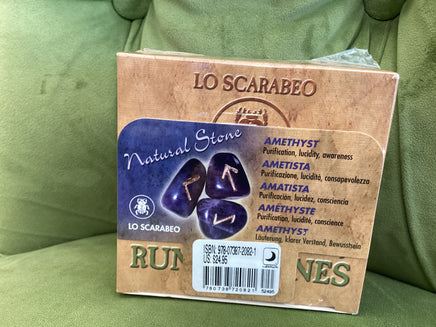 LO SCARABEO
Natural Stone
AMETHYST
Purification, lucidity, awareness
AMETISTA
Purificazione, lucidità, consapevolezza
AMATISTA
Purificación, lucidez, consciencia
AMÉTHYSTE
Purification, lucidité, conscience
AMETHYST
Läuterung, klarer Verstand, Bewusstsein
LO SCARABEO
ISBN: 978-07387-2082-1
US $24.95
RUN NES
52495